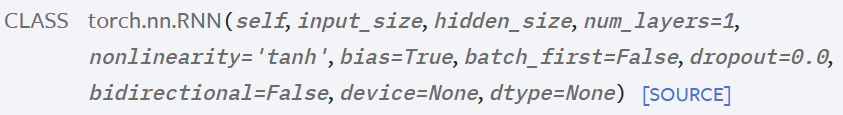 CLASS torch.nn.RNN(self, input_size, hidden_size, num_layers=1,
nonlinearity='tanh', bias=True, batch_first=False, dropout=0.0,
bidirectional=False, device=None, dtype=None) [SOURCE]